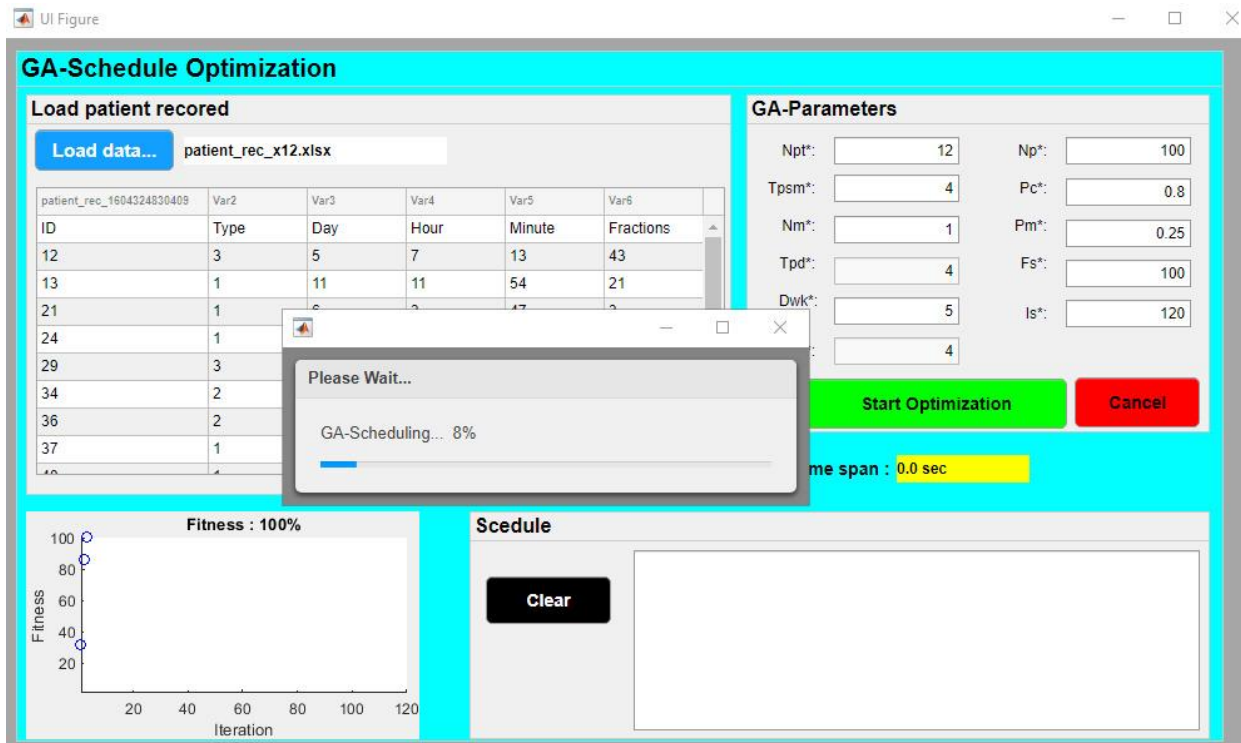 UI Figure
GA-Schedule Optimization
Load patient recored
Load data... patient_rec_x12.xlsx
patient_rec_1604324830409 Var2 Var3 Var4 Var5 Var6
ID Type Day Hour Minute Fractions
12 3 5 7 13 43
13 1 11 11 54 21
21 1
24 1
29 3
34 2
36 2
37 1
GA-Parameters
Npt*: 12 Np*: 100
Tpsm*: 4 Pc*: 0.8
Nm*: 1 Pm*: 0.25
Tpd*: 4 Fs*: 100
Dwk*: 5 Is*: 120
4
Start Optimization Cancel
Please Wait...
GA-Scheduling... 8%
me span : 0.0 sec
Fitness : 100%
100
80
60
40
20
Fitness
20 40 60 80 100 120
Iteration
Scedule
Clear